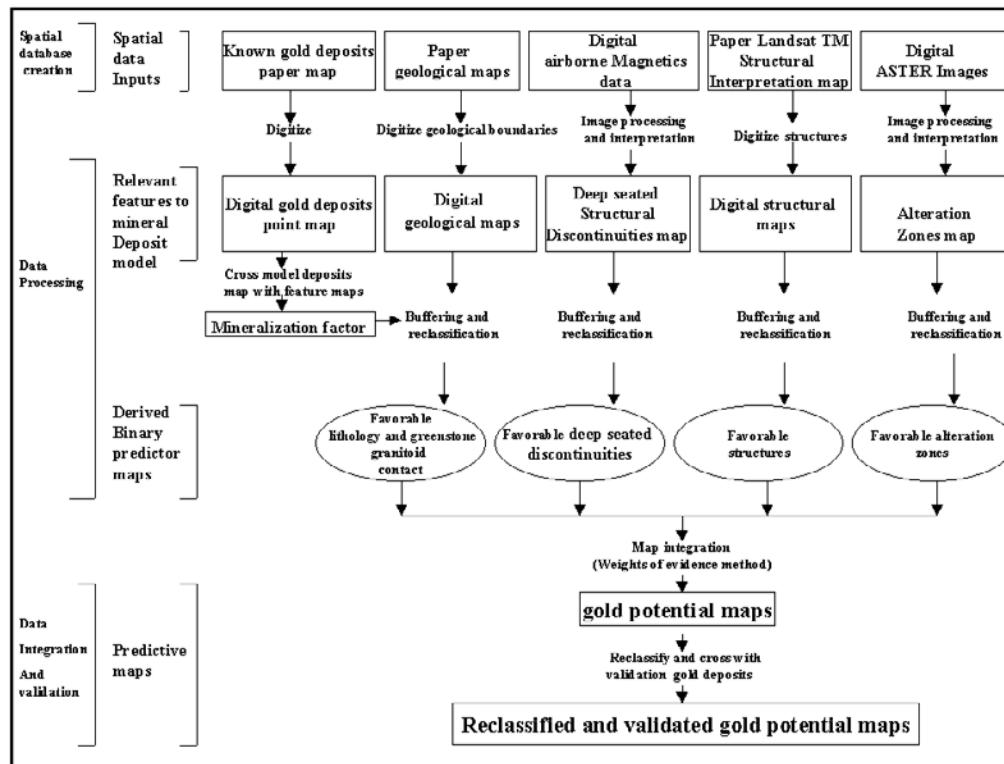 Spatial
database
creation
Spatial
data
Inputs
Known gold deposits
paper map
Paper
geological maps
Digital
airborne Magnetics
data
Paper Landsat TM
Structural
Interpretation map
Digital
ASTER Images
Digitize
Digitize geological boundaries
Image processing
and interpretation
Digitize structures
Image processing
and interpretation
Data
Processing
Relevant
features to
mineral
Deposit
model
Digital gold deposits
point map
Digital
geological maps
Deep seated
Structural
Discontinuities map
Digital structural
maps
Alteration
Zones map
Cross model deposits
map with feature maps
Mineralization factor
Buffering and
reclassification
Buffering and
reclassification
Buffering and
reclassification
Buffering and
reclassification
Derived
Binary
predictor
maps
Favorable
lithology and greenstone
granitoid
contact
Favorable deep seated
discontinuities
Favorable
structures
Favorable alteration
zones
Map integration
(Weights of evidence method)
Data
Integration
And
validation
Predictive
maps
gold potential maps
Reclassify and cross with
validation gold deposits
Reclassified and validated gold potential maps